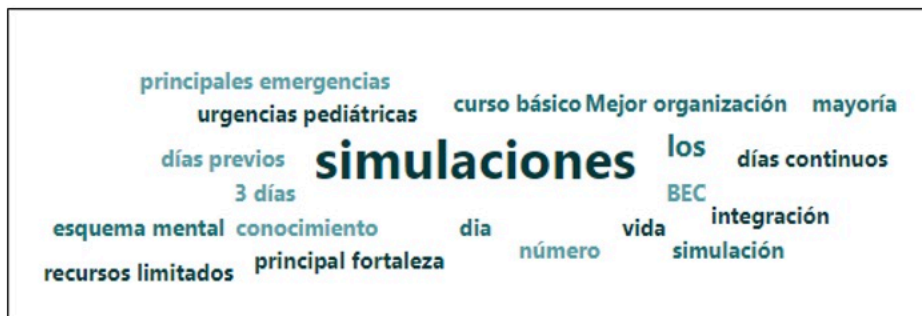 principales emergencias
curso básico Mejor organización mayoría
urgencias pediátricas
simulaciones los
días previos días continuos
3 días BEC
integración
esquema mental conocimiento dia vida
número simulación
principal fortaleza
recursos limitados